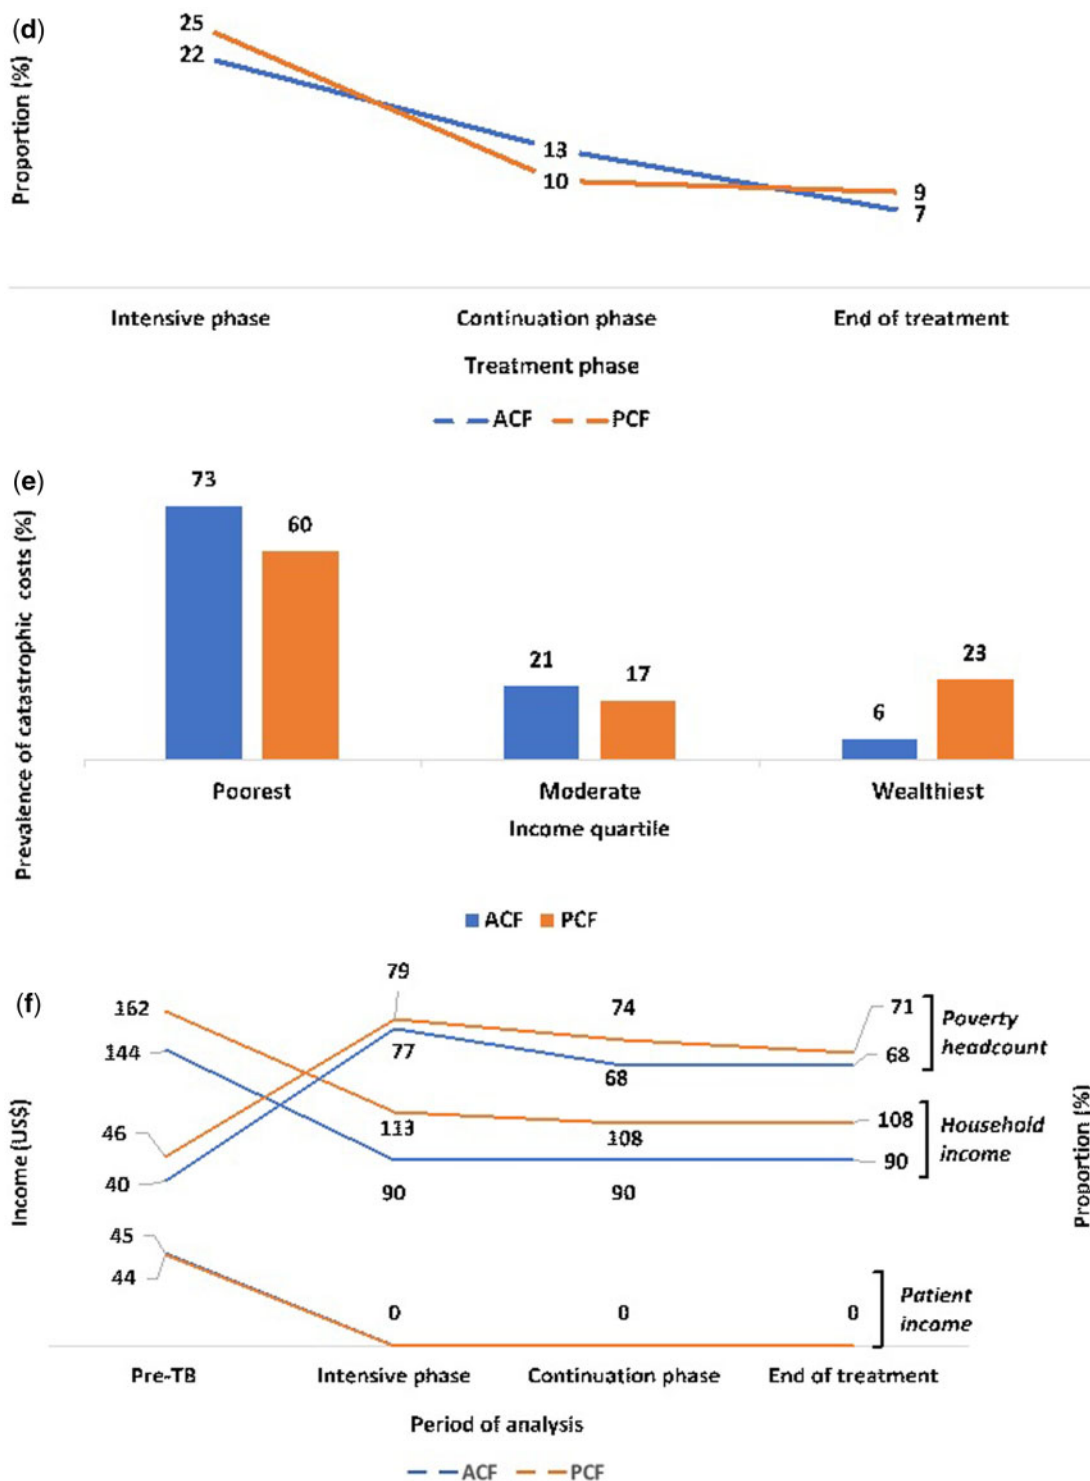 (d)
Proportion (%)
25
22
13
10
9
7
Intensive phase Continuation phase End of treatment
Treatment phase
ACF PCF
(e)
Prevalence of catastrophic costs (%)
73
60
21
17
6
23
Poorest Moderate Wealthiest
Income quartile
ACF PCF
(f)
Income (US$)
162
144
46
40
45
44
79
77
113
90
0
74
68
108
90
0
71
68
108
90
0
Poverty
headcount
Household
income
Patient
income
Proportion (%)
Pre-TB Intensive phase Continuation phase End of treatment
Period of analysis
ACF PCF